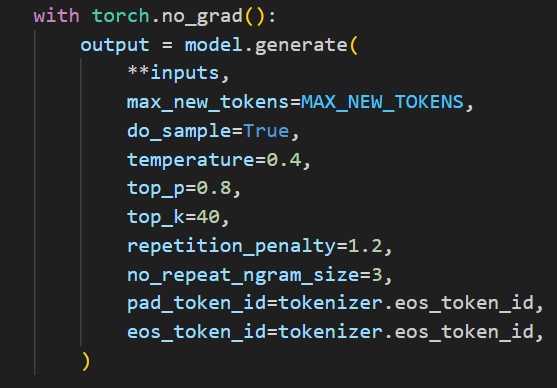 with torch.no_grad():
    output = model.generate(
        **inputs,
        max_new_tokens=MAX_NEW_TOKENS,
        do_sample=True,
        temperature=0.4,
        top_p=0.8,
        top_k=40,
        repetition_penalty=1.2,
        no_repeat_ngram_size=3,
        pad_token_id=tokenizer.eos_token_id,
        eos_token_id=tokenizer.eos_token_id,
    )